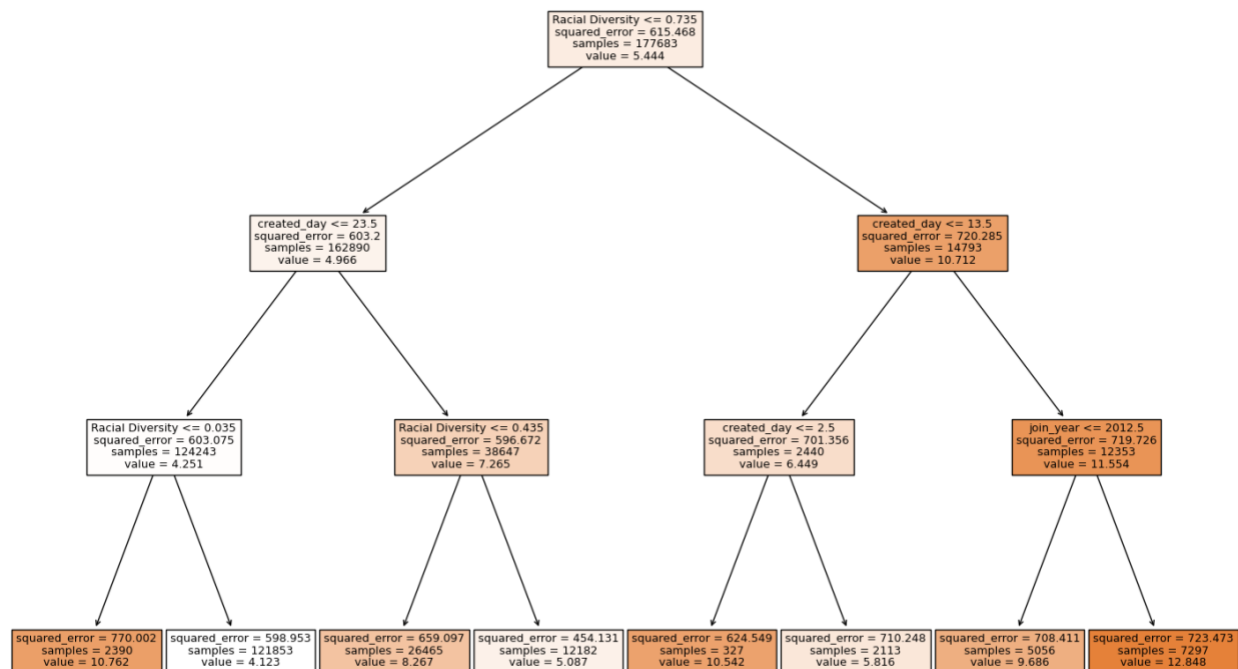 Racial Diversity <= 0.735
squared_error = 615.468
samples = 177683
value = 5.444
created_day <= 23.5
squared_error = 603.2
samples = 162890
value = 4.966
created_day <= 13.5
squared_error = 720.285
samples = 14793
value = 10.712
Racial Diversity <= 0.035
squared_error = 603.075
samples = 124243
value = 4.251
Racial Diversity <= 0.435
squared_error = 596.672
samples = 38647
value = 7.265
created_day <= 2.5
squared_error = 701.356
samples = 2440
value = 6.449
join_year <= 2012.5
squared_error = 719.726
samples = 12353
value = 11.554
squared_error = 770.002
samples = 2390
value = 10.762
squared_error = 598.953
samples = 121853
value = 4.123
squared_error = 659.097
samples = 26465
value = 8.267
squared_error = 454.131
samples = 12182
value = 5.087
squared_error = 624.549
samples = 327
value = 10.542
squared_error = 710.248
samples = 2113
value = 5.816
squared_error = 708.411
samples = 5056
value = 9.686
squared_error = 723.473
samples = 7297
value = 12.848